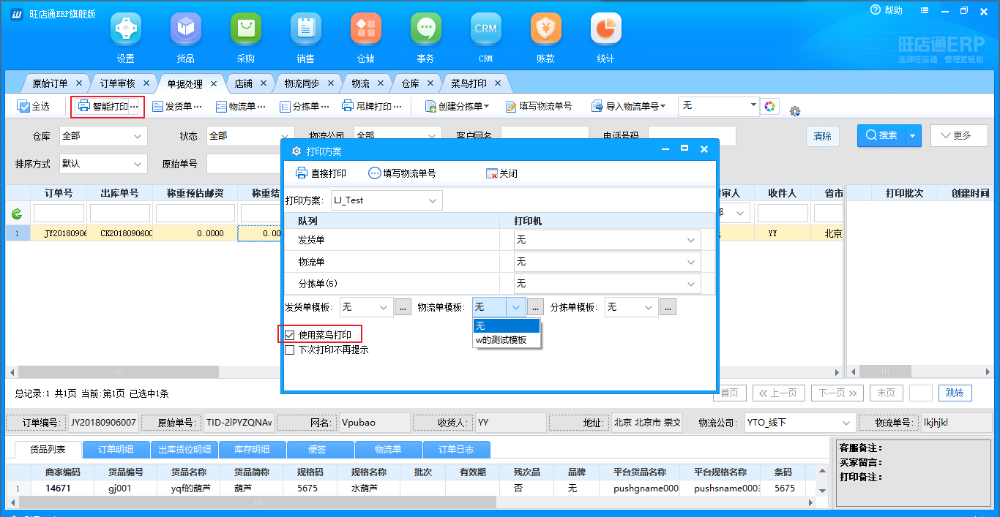 旺店通ERP旗舰版
帮助
设置 货品 采购 销售 仓储 事务 CRM CRM 账款 统计
旺店通ERP
选择旺店通 管理更轻松
原始订单 订单审核 单据处理 店铺 物流同步 物流 仓库 菜鸟打印
全选 智能打印... 发货单... 物流单... 分拣单... 吊牌打印... 创建分拣单 填写物流单号 导入物流单号 无
仓库 全部 状态 全部 物流公司 全部 客户网名 电话号码 清除 搜索 更多
排序方式 默认 原始单号
订单号 出库单号 称重预估邮资 称重结 审人 收件人 省市 打印批次 创建时间
1 JY20180906 CK2018090600 0.0000 0.00 YY 北京
打印方案
直接打印 填写物流单号 关闭
打印方案: LJ_Test
队列 打印机
发货单 无
物流单 无
分拣单(5) 无
发货单模板: 无 ... 物流单模板: 无 ... 分拣单模板: 无 ...
无
w的测试模板
使用菜鸟打印
下次打印不再提示
总记录:1 共1页 当前:第1页 已选中1条
首页 上一页 下一页 末页 跳转
订单编号: JY20180906007 原始单号: TID-2lPYZQNAv 网名: Vpubao 收货人: YY 地址: 北京 北京市 崇文 物流公司: YTO_线下 物流单号: lkjhjkl
货品列表 订单明细 出库货位明细 库存明细 便签 物流单 订单日志
商家编码 货品编号 货品名称 货品简称 规格码 规格名称 批次 有效期 残次品 品牌 平台货品名称 平台规格名称 条码
1 14671 gj001 yqf的葫芦 葫芦 5675 水葫芦 否 无 pushgname000 pushsname0003 5675
客服备注:
买家留言:
打印备注: